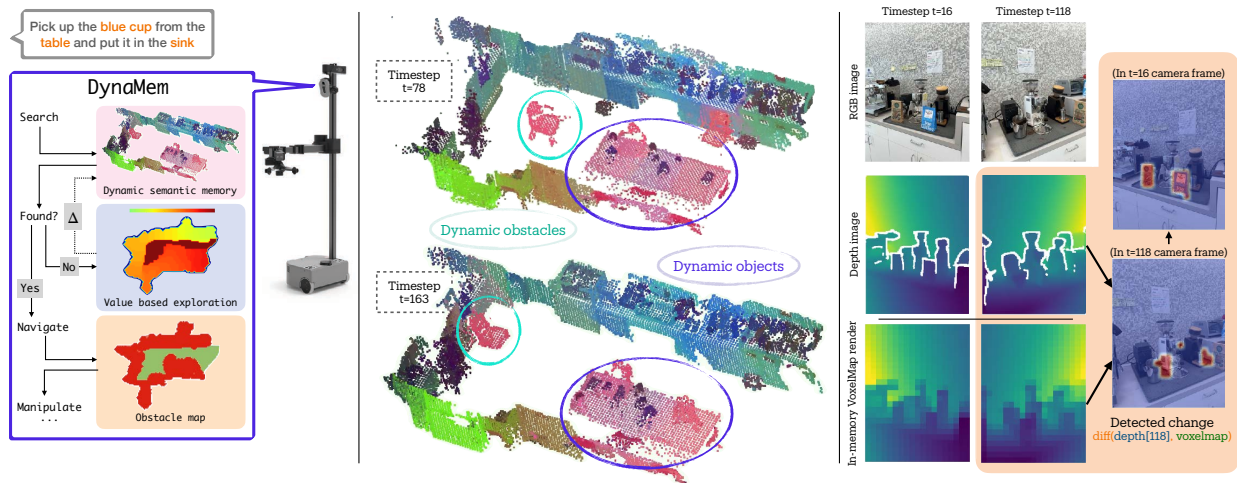 Pick up the blue cup from the
table and put it in the sink
DynaMem
Search
Dynamic semantic memory
Found?
Δ
No
Value based exploration
Yes
Navigate
Obstacle map
Manipulate
...
Timestep
t=78
Dynamic obstacles
Dynamic objects
Timestep
t=163
Timestep t=16
Timestep t=118
RGB image
Depth image
In-memory VoxelMap render
(In t=16 camera frame)
(In t=118 camera frame)
Detected change
diff(depth[118], voxelmap)